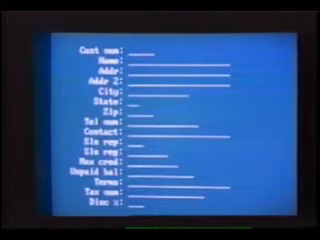 Cust num:
Name:
Addr:
Addr 2:
City:
State:
Zip:
Tel num:
Contact:
Sls rep:
Sls reg:
Max cred:
Unpaid bal:
Terms:
Tax num:
Disc %: